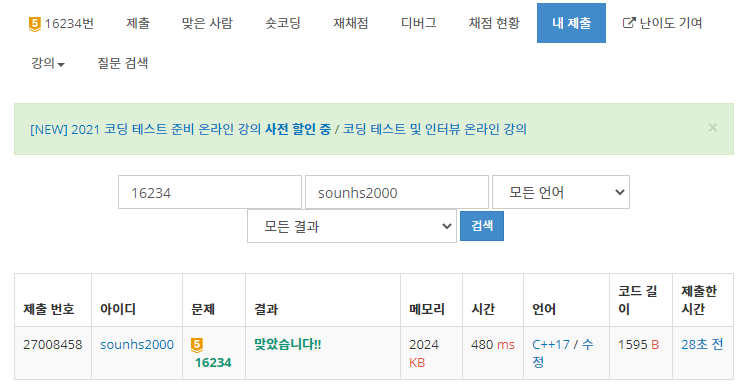 5 16234번 제출 맞은 사람 숏코딩 재채점 디버그 채점 현황 내 제출 난이도 기여
강의 질문 검색
[NEW] 2021 코딩 테스트 준비 온라인 강의 사전 할인 중 / 코딩 테스트 및 인터뷰 온라인 강의 ×
16234 sounhs2000 모든 언어
모든 결과 검색
제출 번호 아이디 문제 결과 메모리 시간 언어 코드 길이 제출한 시간
27008458 sounhs2000 5 16234 맞았습니다!! 2024 KB 480 ms C++17 / 수정 1595 B 28초 전